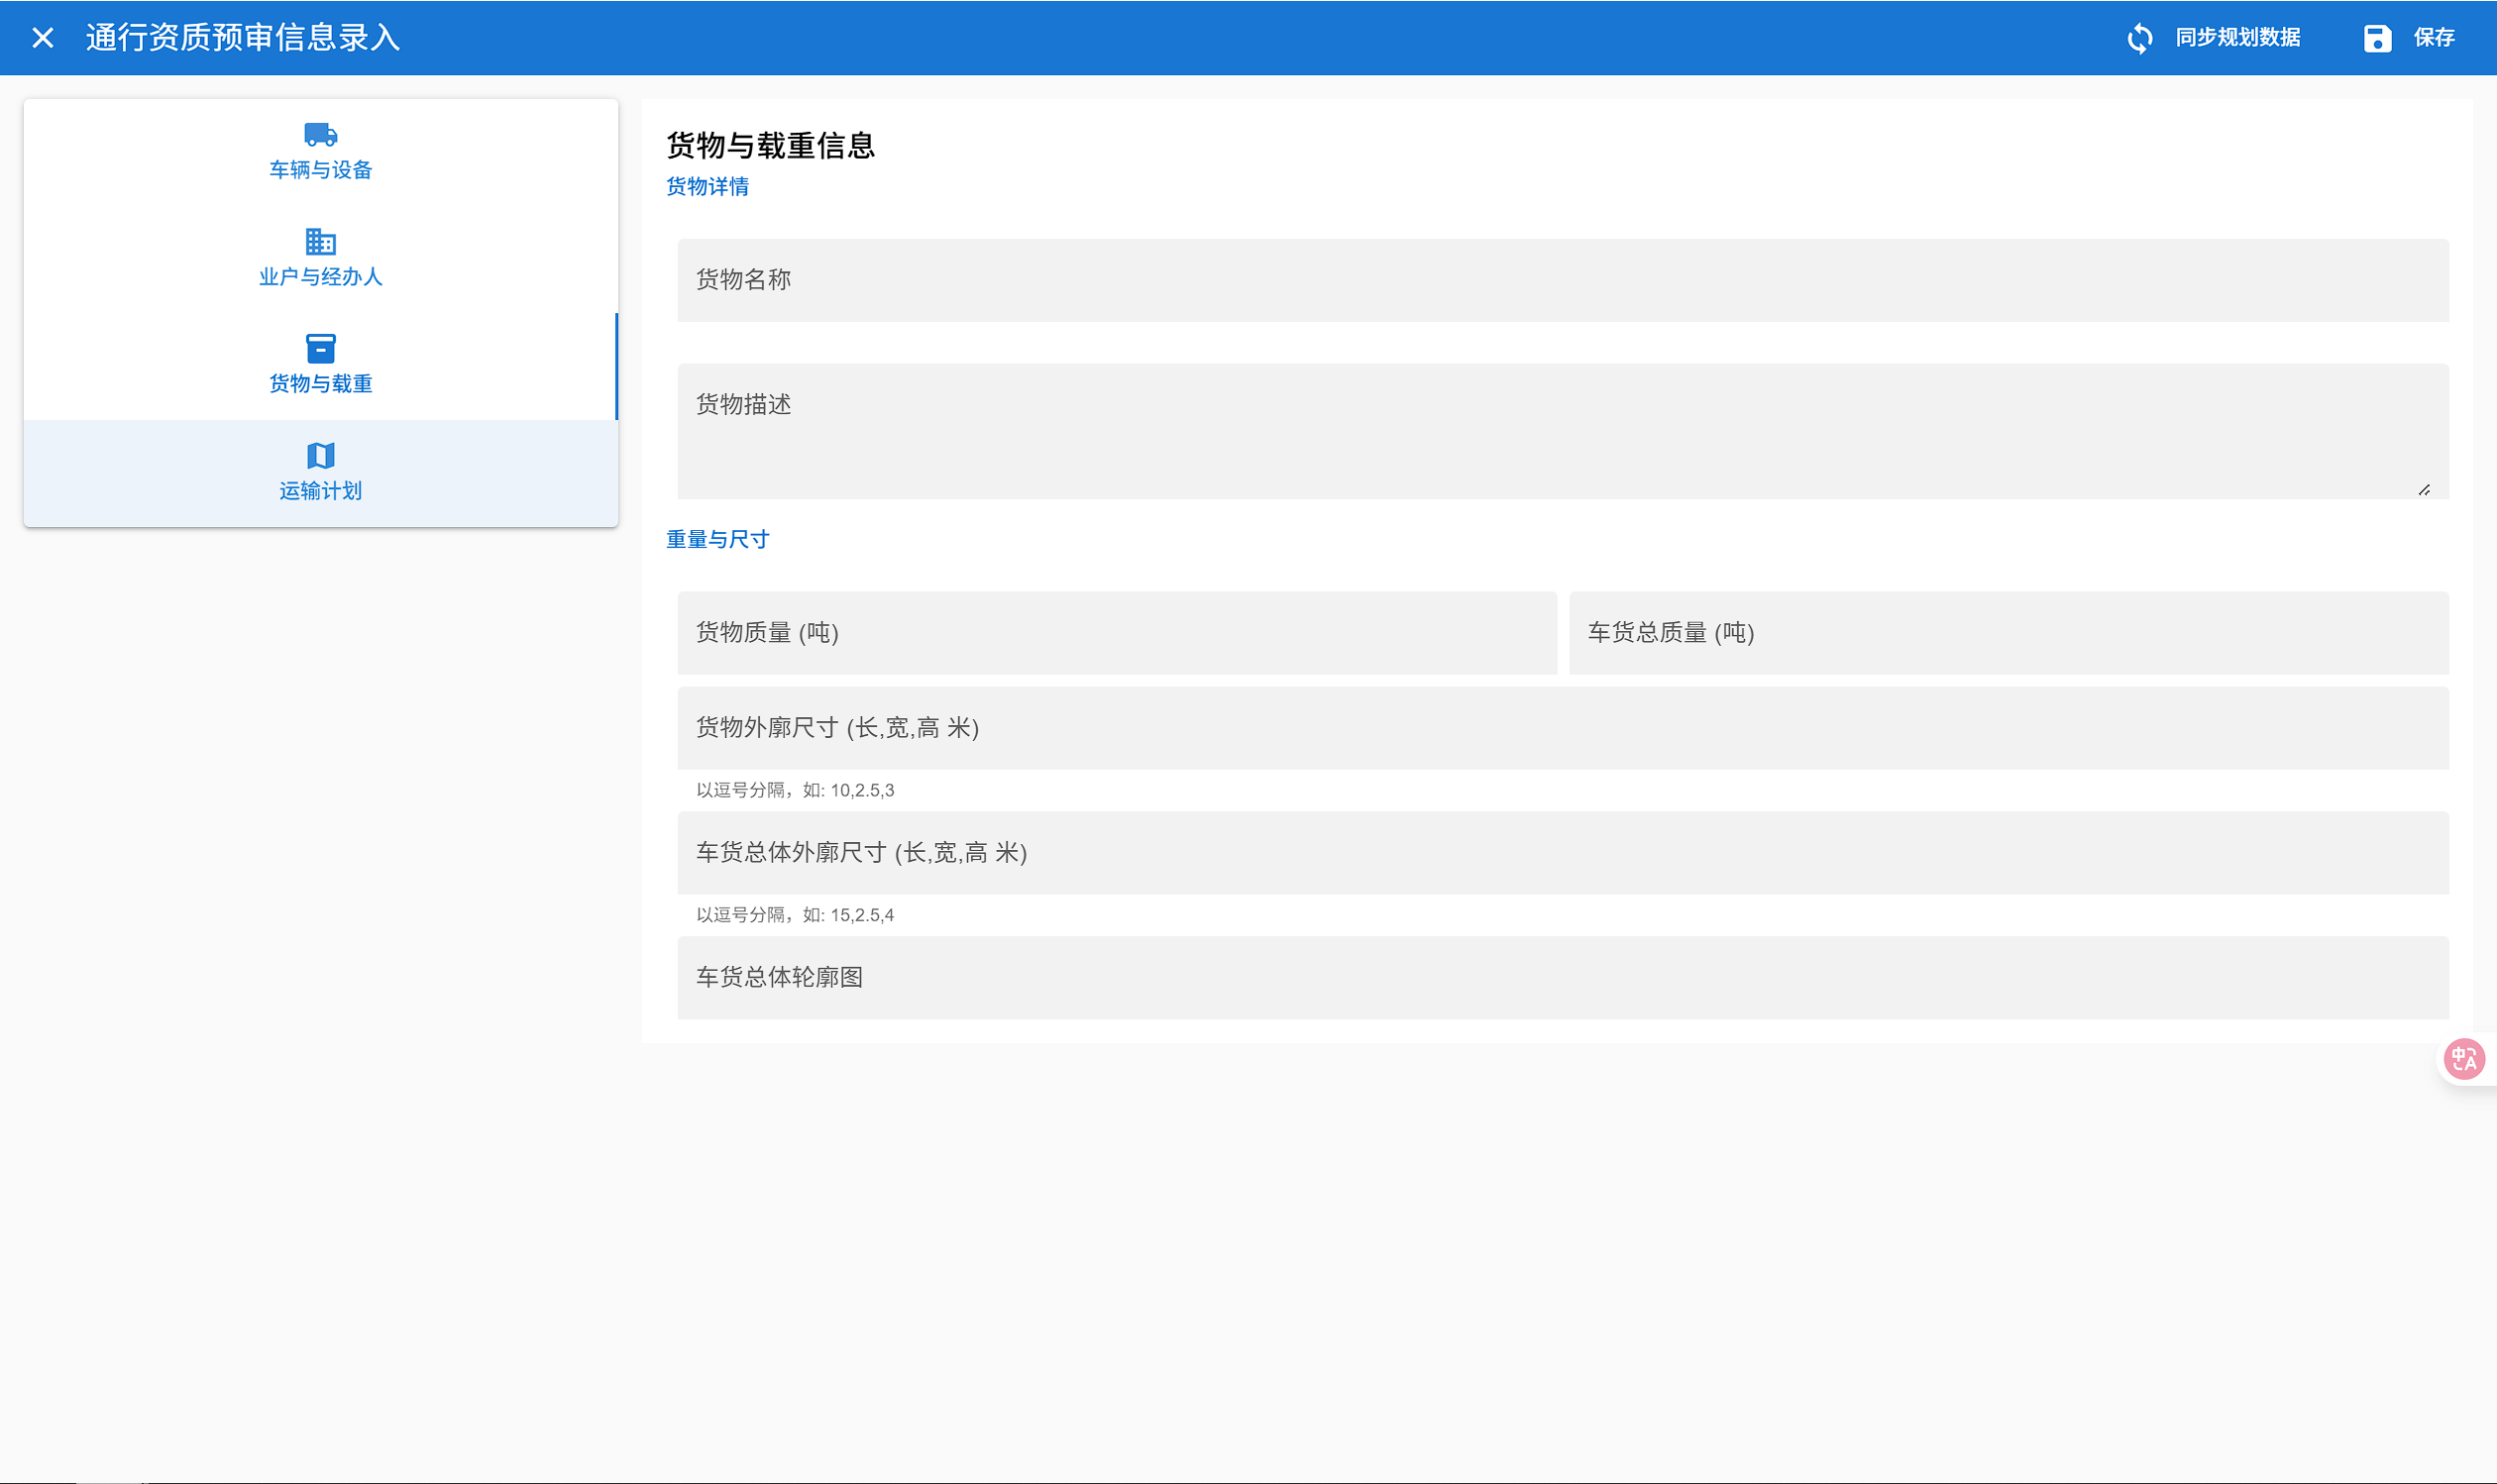 通行资质预审信息录入
同步规划数据
保存
车辆与设备
业户与经办人
货物与载重
运输计划
货物与载重信息
货物详情
货物名称
货物描述
重量与尺寸
货物质量 (吨)
车货总质量 (吨)
货物外廓尺寸 (长,宽,高 米)
以逗号分隔，如: 10,2.5,3
车货总体外廓尺寸 (长,宽,高 米)
以逗号分隔，如: 15,2.5,4
车货总体轮廓图
中A